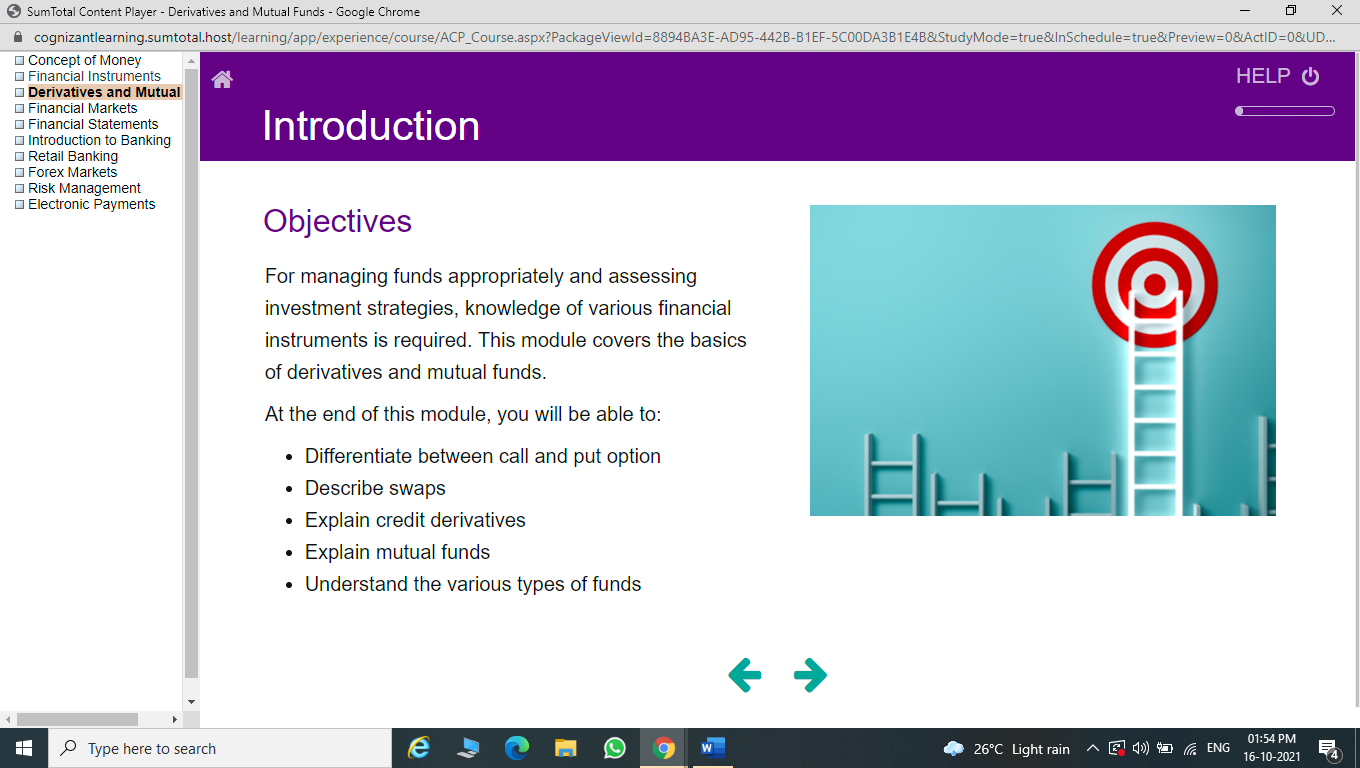 SumTotal Content Player - Derivatives and Mutual Funds - Google Chrome
cognizantlearning.sumtotal.host/learning/app/experience/course/ACP_Course.aspx?PackageViewId=8894BA3E-AD95-442B-B1EF-5C00DA3B1E4B&StudyMode=true&InSchedule=true&Preview=0&ActID=0&UD...
Concept of Money
Financial Instruments
Derivatives and Mutual
Financial Markets
Financial Statements
Introduction to Banking
Retail Banking
Forex Markets
Risk Management
Electronic Payments
HELP
Introduction
Objectives
For managing funds appropriately and assessing
investment strategies, knowledge of various financial
instruments is required. This module covers the basics
of derivatives and mutual funds.
At the end of this module, you will be able to:
• Differentiate between call and put option
• Describe swaps
• Explain credit derivatives
• Explain mutual funds
• Understand the various types of funds
Type here to search
26°C Light rain
ENG
01:54 PM
16-10-2021
4